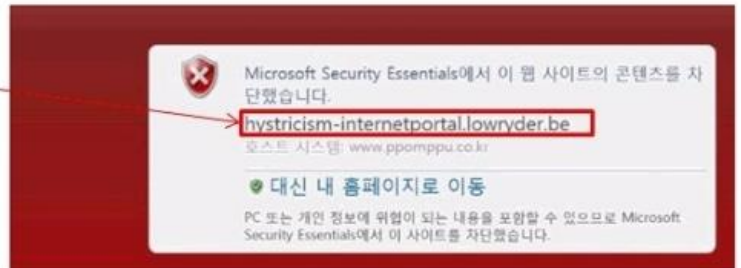 Microsoft Security Essentials에서 이 웹 사이트의 콘텐츠를 차
단했습니다.
hystricism-internetportal.lowryder.be
호스트 시스템: www.ppomppu.co.kr
대신 내 홈페이지로 이동
PC 또는 개인 정보에 위협이 되는 내용을 포함할 수 있으므로 Microsoft
Security Essentials에서 이 사이트를 차단했습니다.